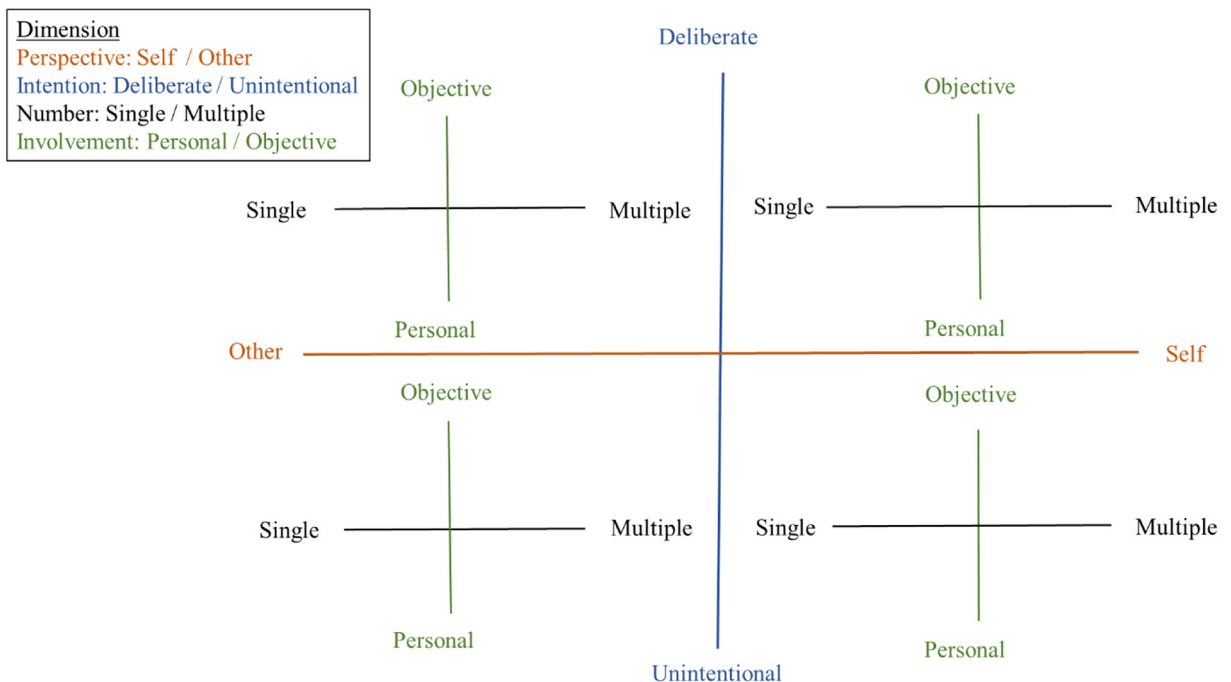 Dimension
Perspective: Self / Other
Intention: Deliberate / Unintentional
Number: Single / Multiple
Involvement: Personal / Objective
Deliberate
Objective
Objective
Single
Multiple
Single
Multiple
Personal
Personal
Other
Self
Objective
Objective
Single
Multiple
Single
Multiple
Personal
Personal
Unintentional